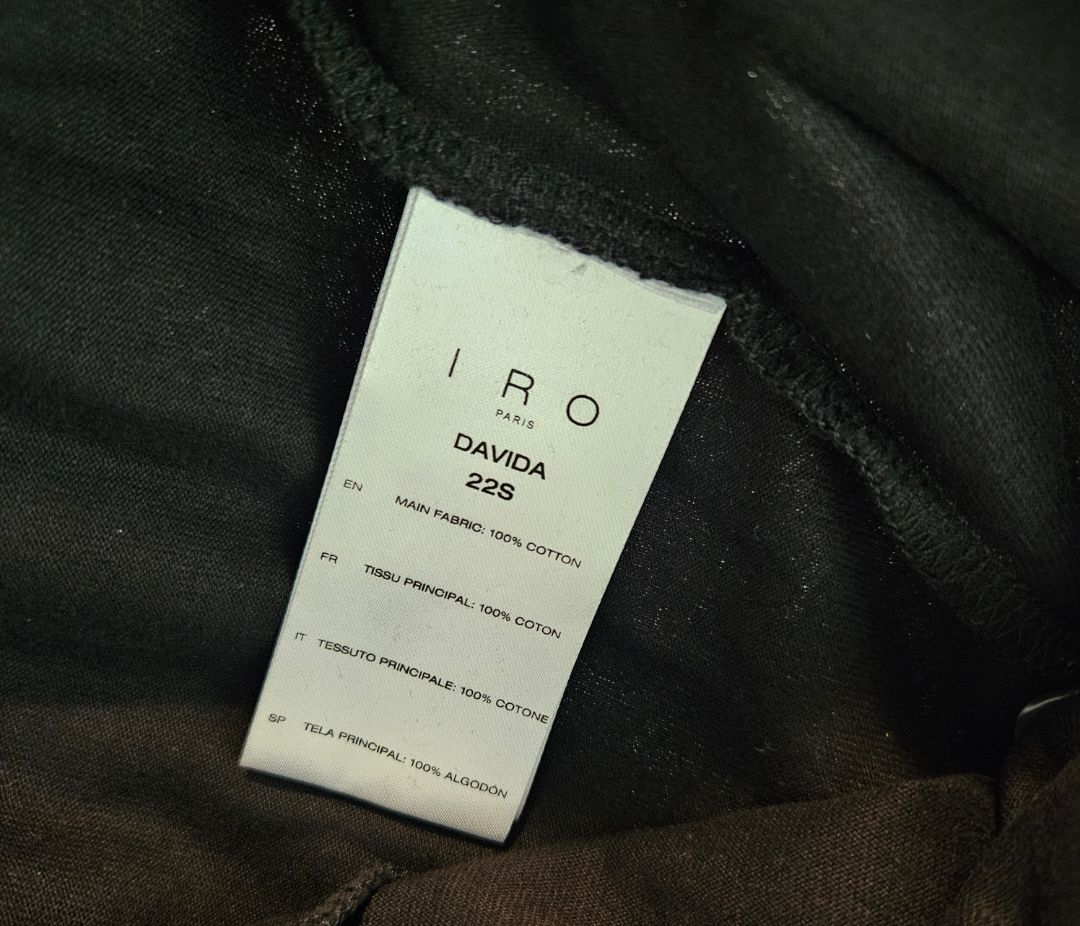 IRO
PARIS
DAVIDA
22S
EN MAIN FABRIC: 100% COTTON
FR TISSU PRINCIPAL: 100% COTON
IT TESSUTO PRINCIPALE: 100% COTONE
SP TELA PRINCIPAL: 100% ALGODÓN